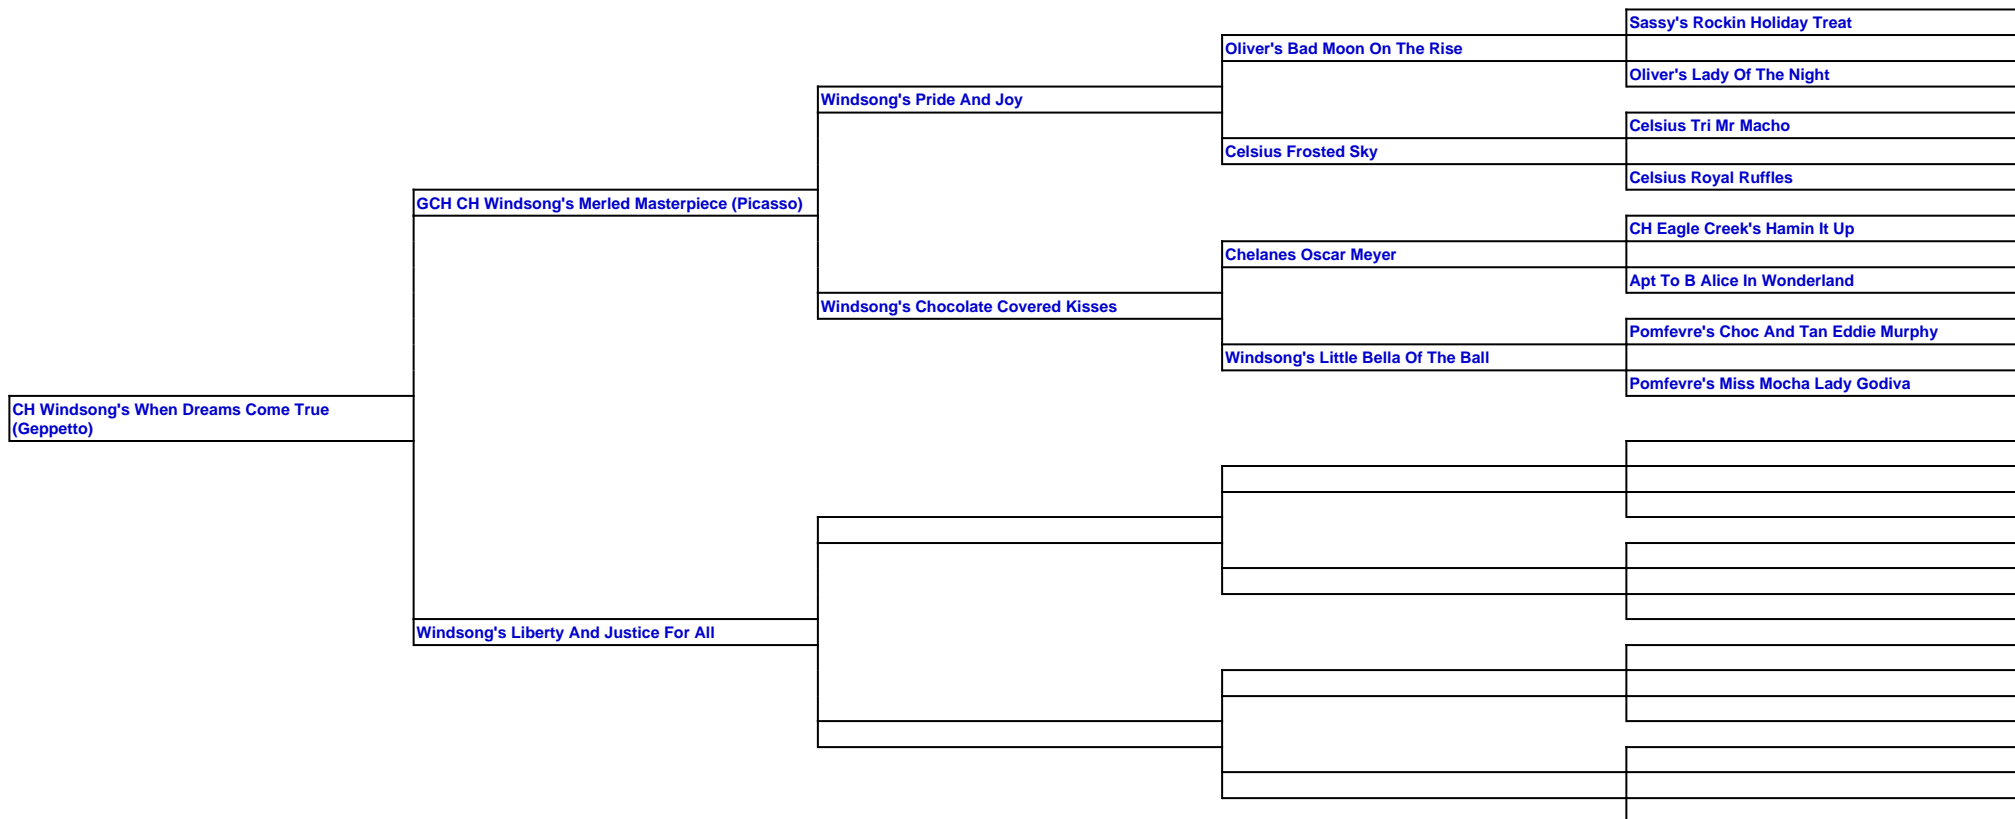 Sassy's Rockin Holiday Treat
Oliver's Bad Moon On The Rise
Oliver's Lady Of The Night
Windsong's Pride And Joy
Celsius Tri Mr Macho
Celsius Frosted Sky
Celsius Royal Ruffles
GCH CH Windsong's Merled Masterpiece (Picasso)
CH Eagle Creek's Hamin It Up
Chelanes Oscar Meyer
Apt To B Alice In Wonderland
Windsong's Chocolate Covered Kisses
Pomfevre's Choc And Tan Eddie Murphy
Windsong's Little Bella Of The Ball
Pomfevre's Miss Mocha Lady Godiva
CH Windsong's When Dreams Come True
(Geppetto)
Windsong's Liberty And Justice For All